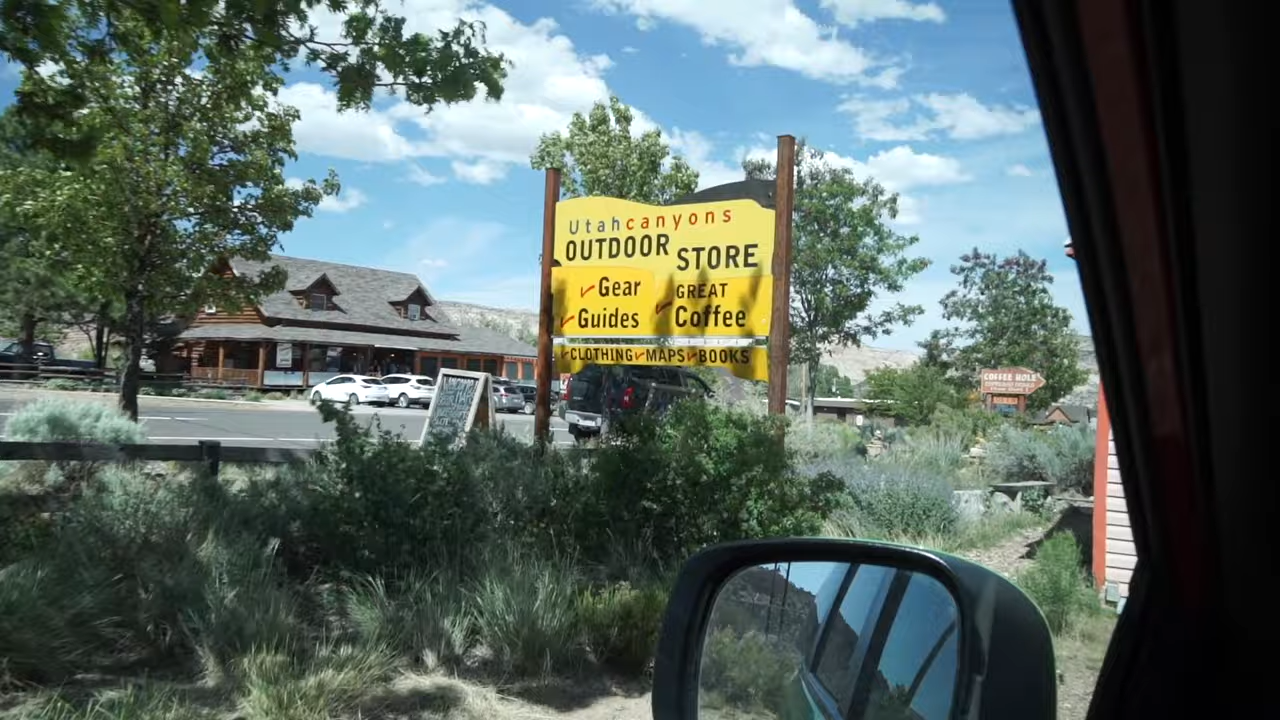 Utahcanyons
OUTDOOR STORE
✓Gear
✓Guides
✓GREAT
Coffee
✓CLOTHING✓MAPS✓BOOKS
COFFEE HOLE